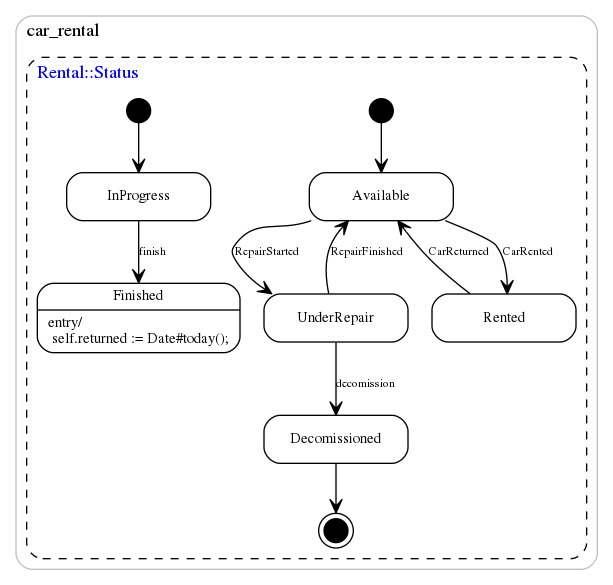 car_rental
Rental::Status
InProgress
Available
finish
RepairStarted
RepairFinished
CarReturned
CarRented
Finished
entry/
self.returned := Date#today();
UnderRepair
Rented
decomission
Decomissioned